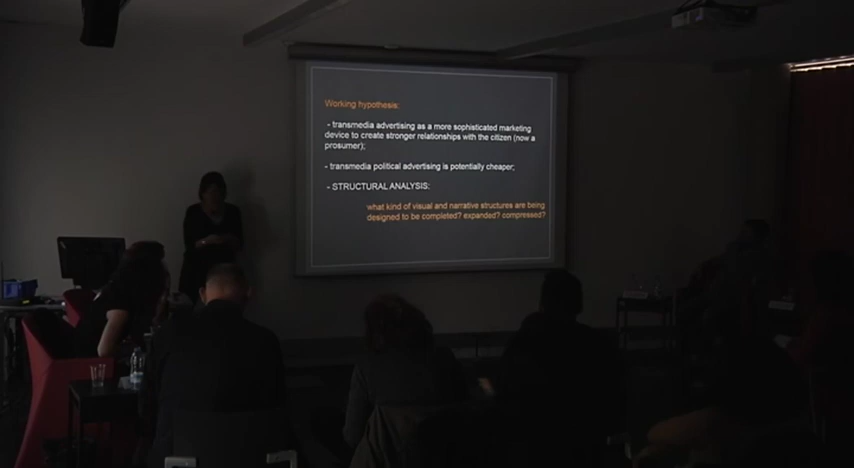 Working hypothesis:
- transmedia advertising as a more sophisticated marketing
device to create stronger relationships with the citizen (now a
prosumer);
- transmedia political advertising is potentially cheaper;
- STRUCTURAL ANALYSIS:
what kind of visual and narrative structures are being
designed to be completed? expanded? compressed?